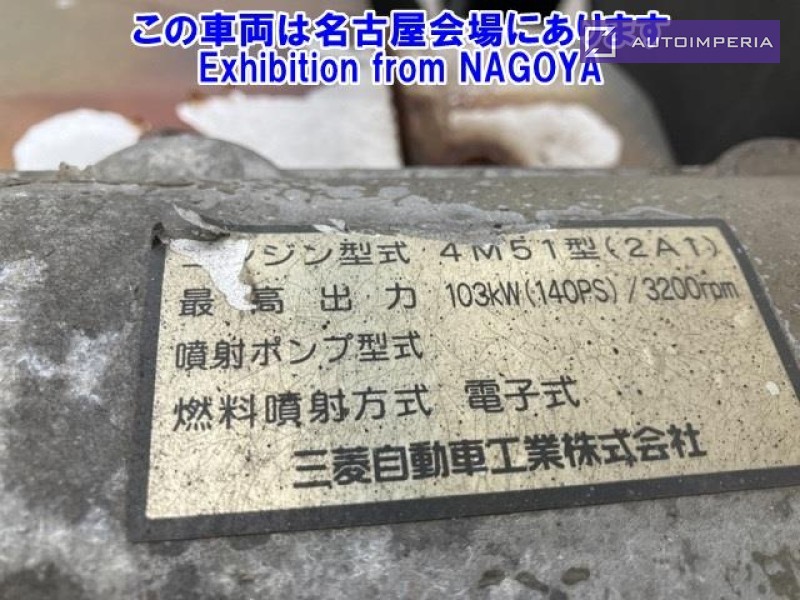 この車両は名古屋会場にあります
AUTOIMPERIA
Exhibition from NAGOYA
エンジン型式 4M51型(2A1)
最高出力 103kW(140PS)/3200rpm
噴射ポンプ型式
燃料噴射方式 電子式
三菱自動車工業株式会社